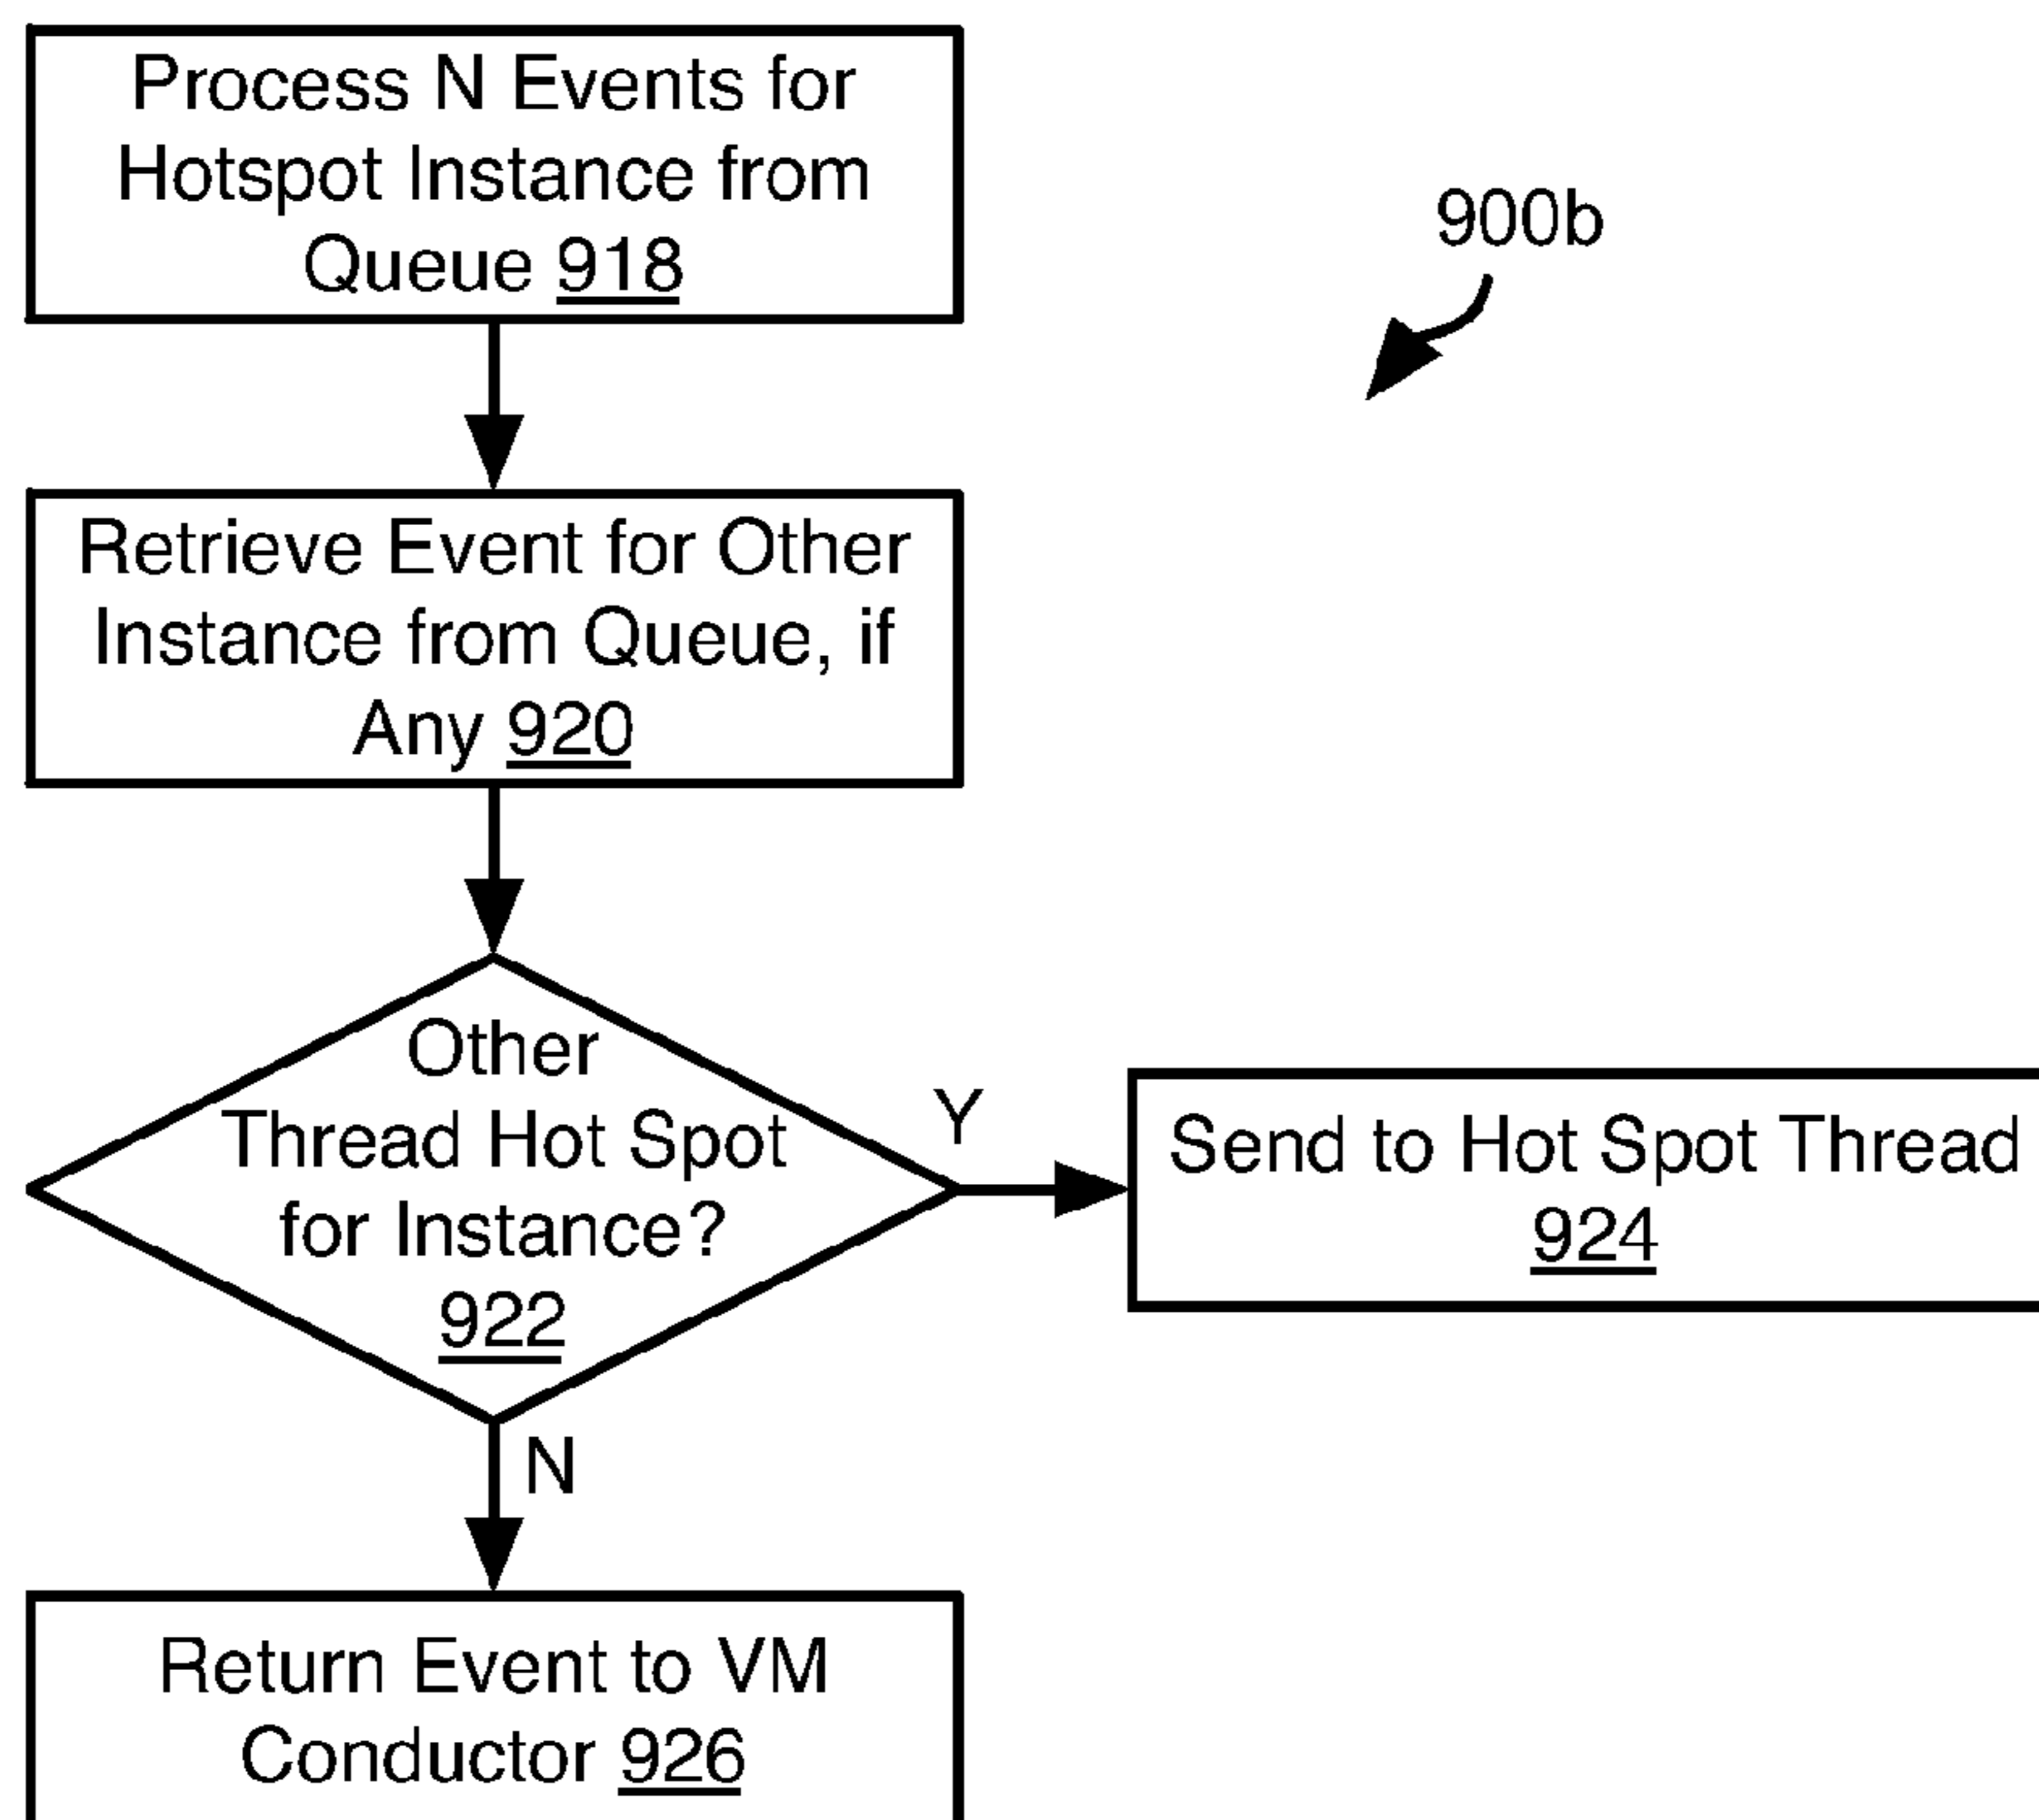 Process N Events for
Hotspot Instance from
Queue 918
900b
Retrieve Event for Other
Instance from Queue, if
Any 920
Other
Thread Hot Spot
for Instance?
922
Y
Send to Hot Spot Thread
924
N
Return Event to VM
Conductor 926